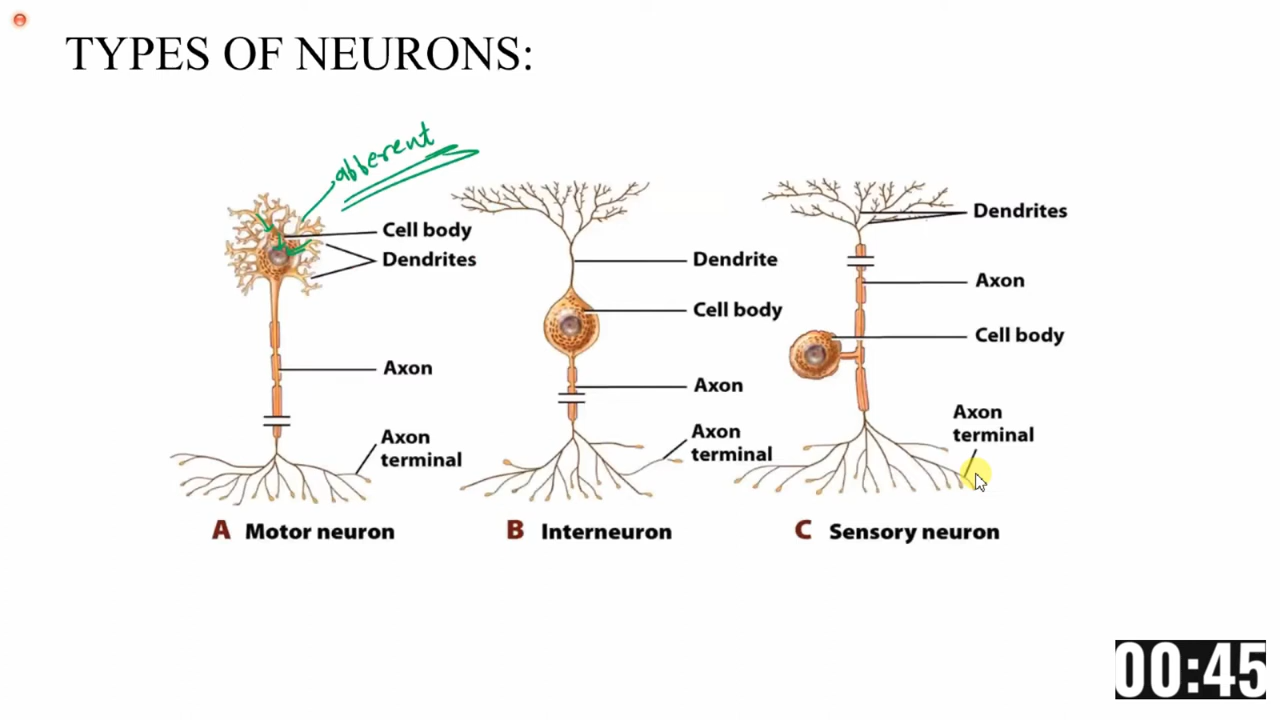 TYPES OF NEURONS:
abberent
Cell body
Dendrites
Axon
Axon
terminal
A Motor neuron
Dendrite
Cell body
Axon
Axon
terminal
B Interneuron
Dendrites
Axon
Cell body
Axon
terminal
C Sensory neuron
00:45